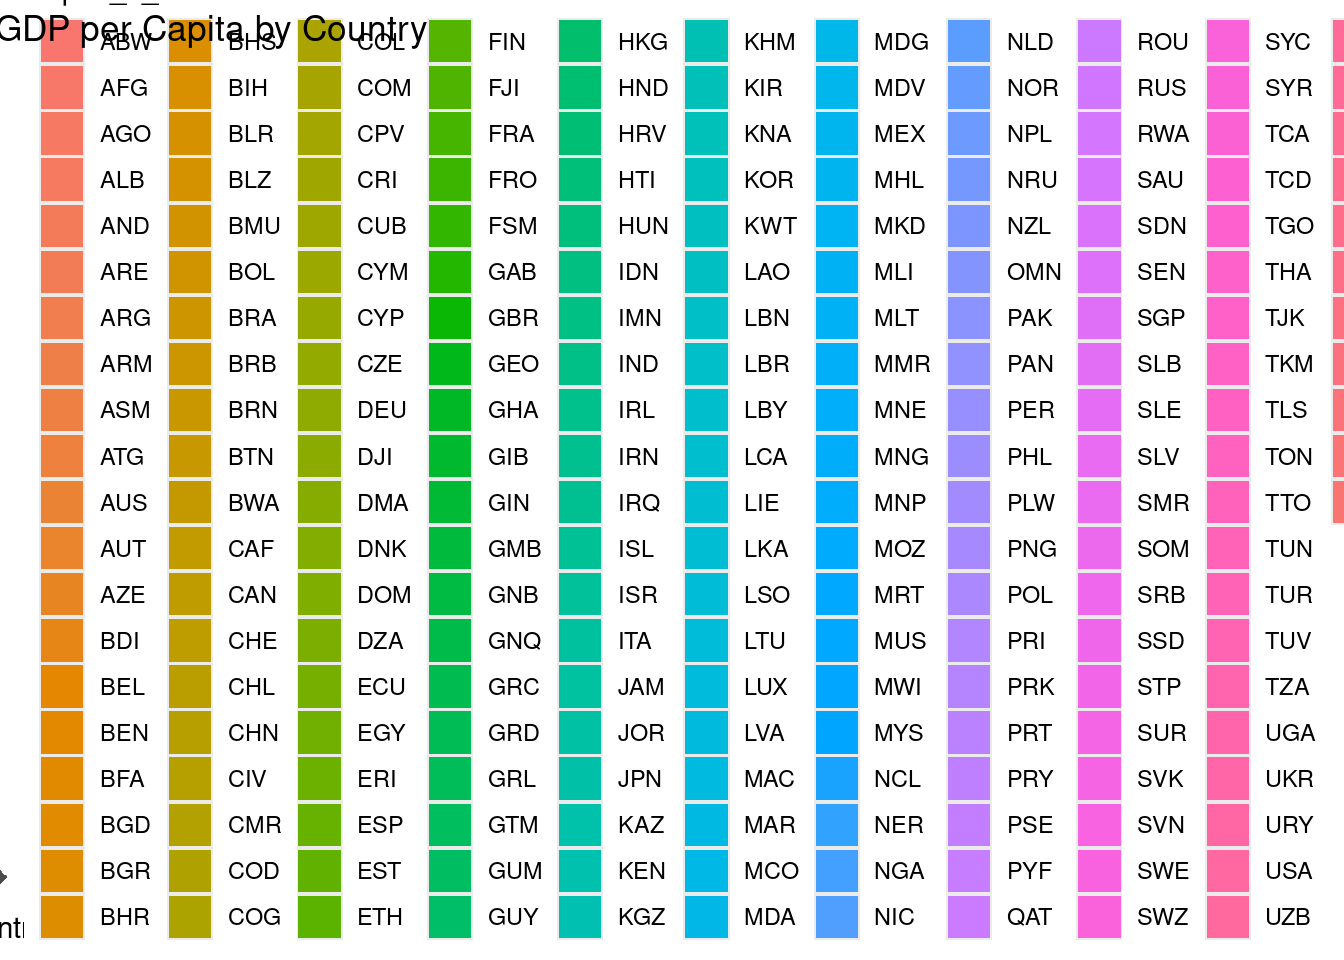 GDP per Capita by Country
ABW BHS COL FIN HKG KHM MDG NLD ROU SYC
AFG BIH COM FJI HND KIR MDV NOR RUS SYR
AGO BLR CPV FRA HRV KNA MEX NPL RWA TCA
ALB BLZ CRI FRO HTI KOR MHL NRU SAU TCD
AND BMU CUB FSM HUN KWT MKD NZL SDN TGO
ARE BOL CYM GAB IDN LAO MLI OMN SEN THA
ARG BRA CYP GBR IMN LBN MLT PAK SGP TJK
ARM BRB CZE GEO IND LBR MMR PAN SLB TKM
ASM BRN DEU GHA IRL LBY MNE PER SLE TLS
ATG BTN DJI GIB IRN LCA MNG PHL SLV TON
AUS BWA DMA GIN IRQ LIE MNP PLW SMR TTO
AUT CAF DNK GMB ISL LKA MOZ PNG SOM TUN
AZE CAN DOM GNB ISR LSO MRT POL SRB TUR
BDI CHE DZA GNQ ITA LTU MUS PRI SSD TUV
BEL CHL ECU GRC JAM LUX MWI PRK STP TZA
BEN CHN EGY GRD JOR LVA MYS PRT SUR UGA
BFA CIV ERI GRL JPN MAC NCL PRY SVK UKR
BGD CMR ESP GTM KAZ MAR NER PSE SVN URY
BGR COD EST GUM KEN MCO NGA PYF SWE USA
BHR COG ETH GUY KGZ MDA NIC QAT SWZ UZB